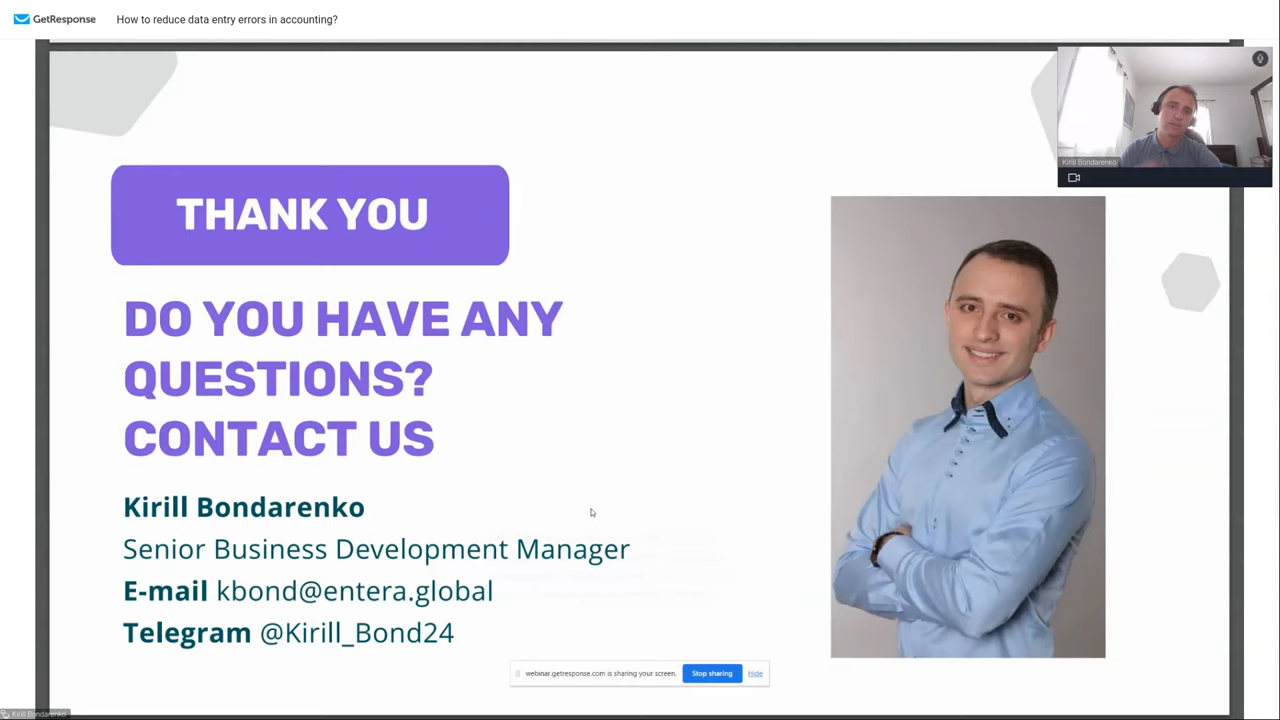 GetResponse How to reduce data entry errors in accounting?
Kirill Bondarenko
THANK YOU
DO YOU HAVE ANY
QUESTIONS?
CONTACT US
Kirill Bondarenko
Senior Business Development Manager
E-mail kbond@entera.global
Telegram @Kirill_Bond24
webinar.getresponse.com is sharing your screen. Stop sharing Hide
Kirill Bondarenko